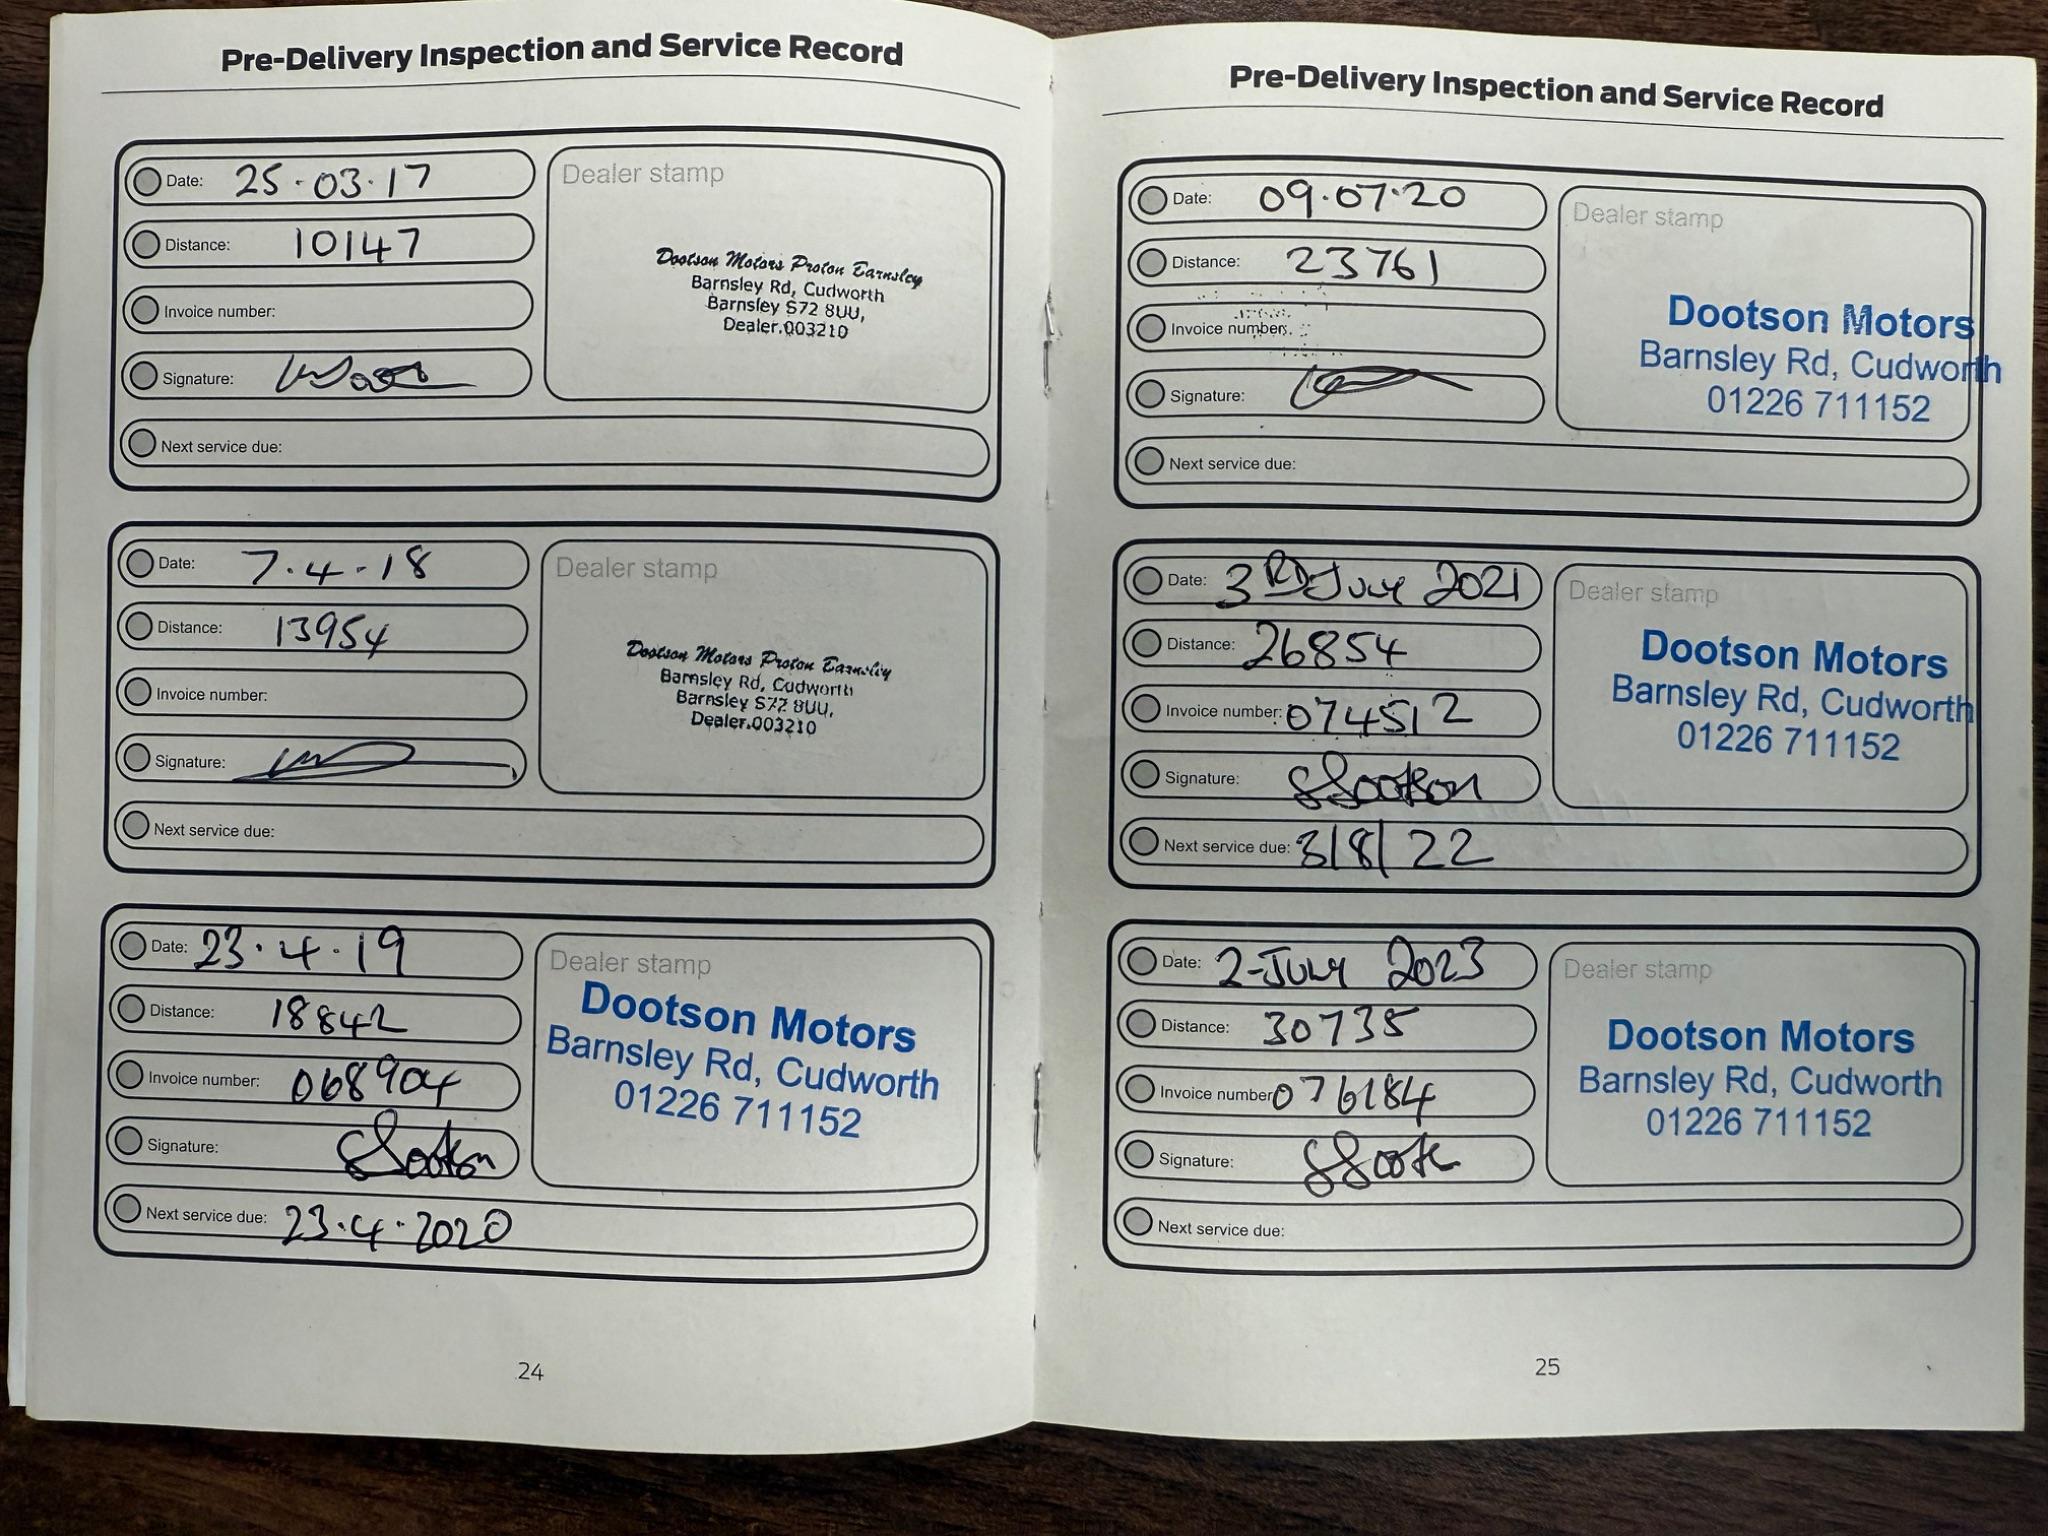 Pre-Delivery Inspection and Service Record
Date: 25.03.17
Distance: 10147
Invoice number:
Signature:
Next service due:
Dealer stamp
Dootson Motors Proton Barnsley
Barnsley Rd, Cudworth
Barnsley S72 8UU,
Dealer.003210
Date: 7.4.18
Distance: 13954
Invoice number:
Signature:
Next service due:
Dealer stamp
Dootson Motors Proton Barnsley
Barnsley Rd, Cudworth
Barnsley S72 8UU,
Dealer.003210
Date: 23.4.19
Distance: 18842
Invoice number: 068904
Signature:
Next service due: 23.4.2020
Dealer stamp
Dootson Motors
Barnsley Rd, Cudworth
01226 711152
24
Pre-Delivery Inspection and Service Record
Date: 09.07.20
Distance: 23761
Invoice number:
Signature:
Next service due:
Dealer stamp
Dootson Motors
Barnsley Rd, Cudworth
01226 711152
Date: 3RD July 2021
Distance: 26854
Invoice number: 074512
Signature: SDootson
Next service due: 3/8/22
Dealer stamp
Dootson Motors
Barnsley Rd, Cudworth
01226 711152
Date: 2-July 2023
Distance: 30735
Invoice number: 076184
Signature:
Next service due:
Dealer stamp
Dootson Motors
Barnsley Rd, Cudworth
01226 711152
25